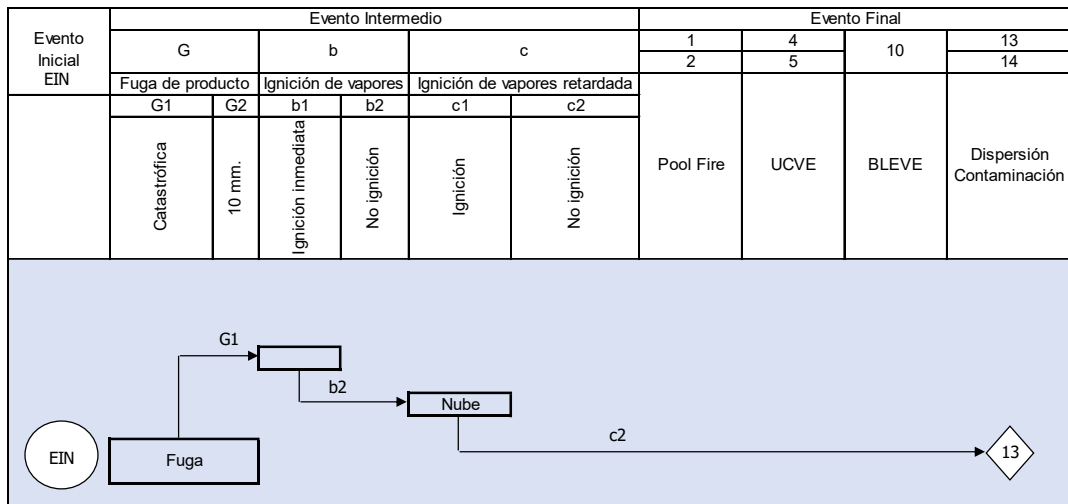 Evento Intermedio
Evento Final
Evento
Inicial
EIN
G
b
c
1
4
10
13
2
5
14
Fuga de producto
Ignición de vapores
Ignición de vapores retardada
G1
G2
b1
b2
c1
c2
Catastrófica
10 mm.
Ignición inmediata
No ignición
Ignición
No ignición
Pool Fire
UCVE
BLEVE
Dispersión
Contaminación
G1
b2
Nube
c2
EIN
Fuga
13